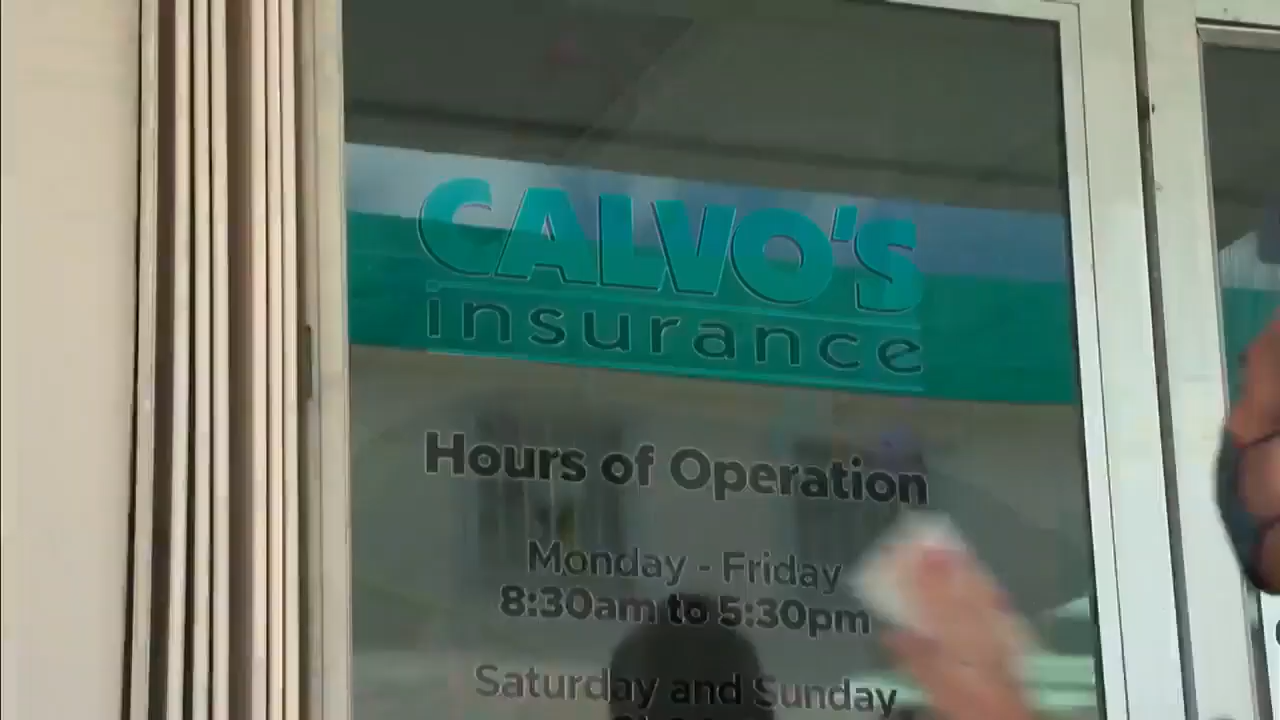 CALVO'S
insurance
Hours of Operation
Monday - Friday
8:30am to 5:30pm
Saturday and Sunday